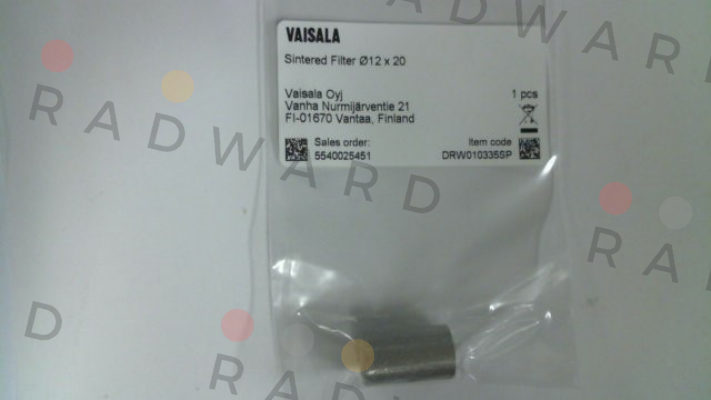 VAISALA
Sintered Filter Ø12 x 20
Vaisala Oyj
1 pcs
Vanha Nurmijärventie 21
FI-01670 Vantaa, Finland
Sales order:
5540025451
Item code
DRW010335SP
RADWARD
RADWARD
RA
D
RADWARD